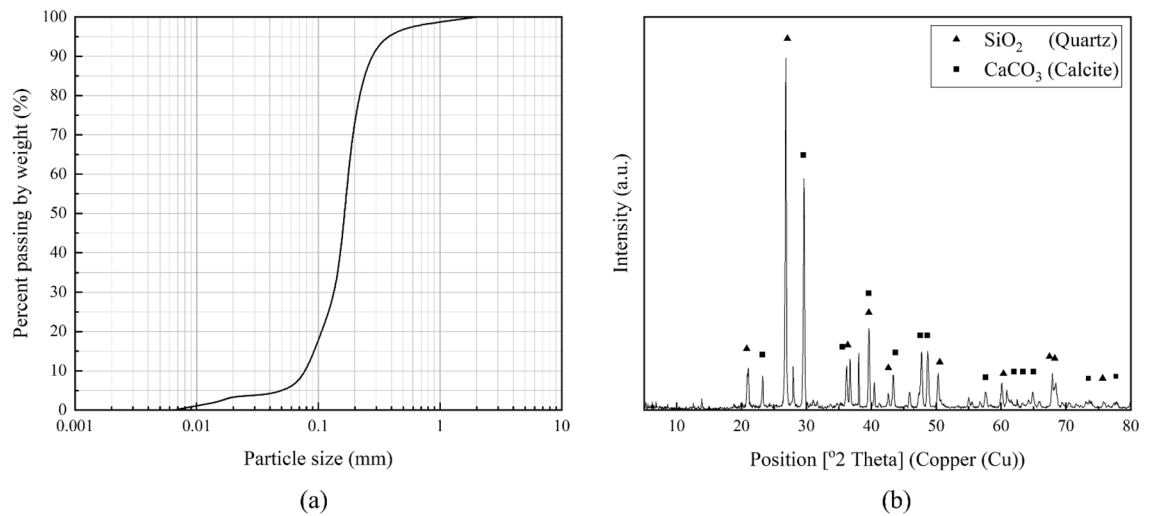 100
90
80
70
60
50
40
30
20
10
0
Percent passing by weight (%)
0.001 0.01 0.1 1 10
Particle size (mm)
(a)
▲ SiO₂ (Quartz)
■ CaCO₃ (Calcite)
Intensity (a.u.)
10 20 30 40 50 60 70 80
Position [°2 Theta] (Copper (Cu))
(b)